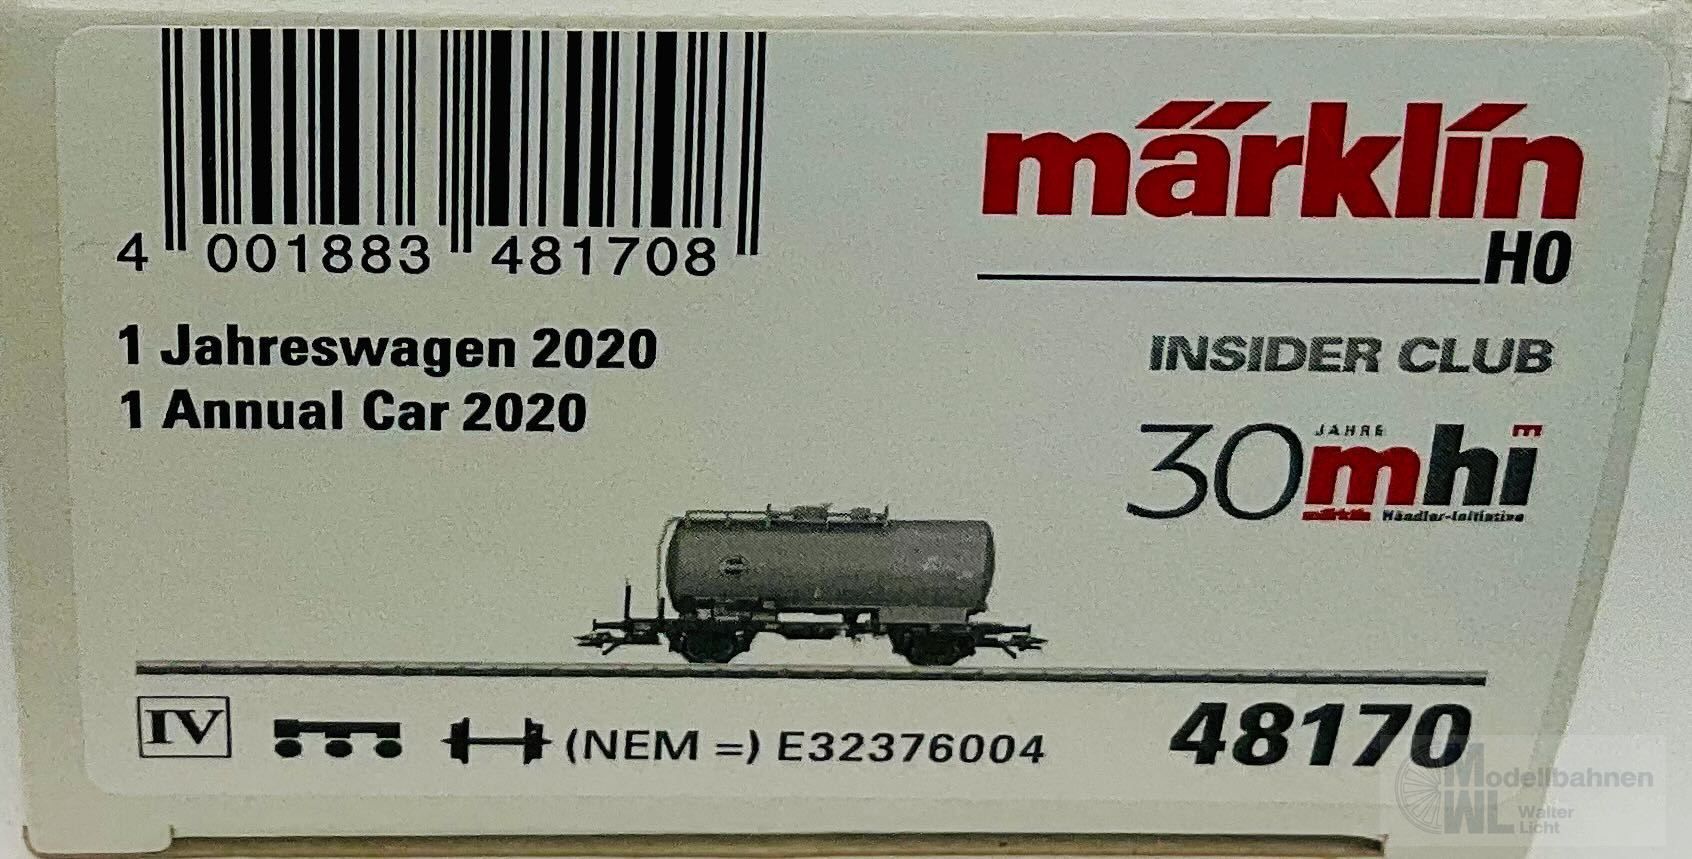 märklín
H0
4 001883 481708
1 Jahreswagen 2020
1 Annual Car 2020
INSIDER CLUB
30 JAHRE mhi
märklin Händler-Initiative
IV (NEM =) E32376004
48170
Modellbahnen
WL Walter
Licht